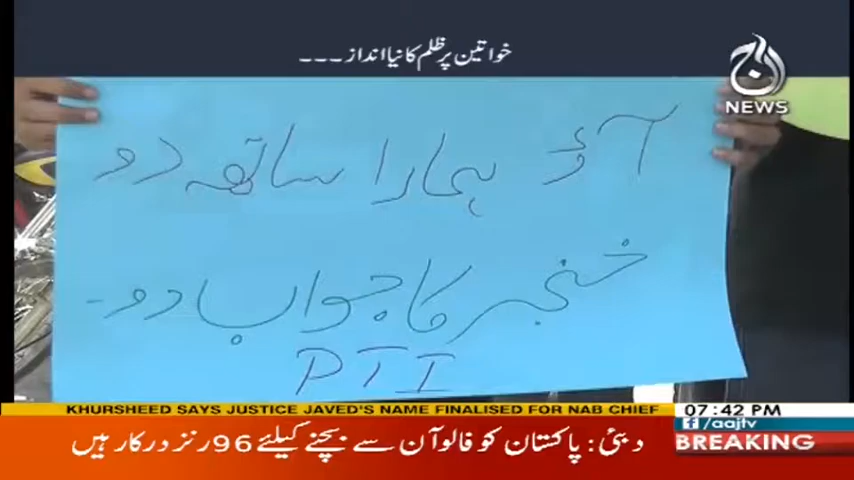 خواتین پر ظلم کا نیا انداز ۔۔۔
آج
NEWS
آؤ ہمارا ساتھ دو
خنجر کا جواب دو۔
PTI
KHURSHEED SAYS JUSTICE JAVED'S NAME FINALISED FOR NAB CHIEF
07:42 PM
f/aajtv
BREAKING
دبئی: پاکستان کو فالوآن سے بچنے کیلئے 96 رنز درکار ہیں